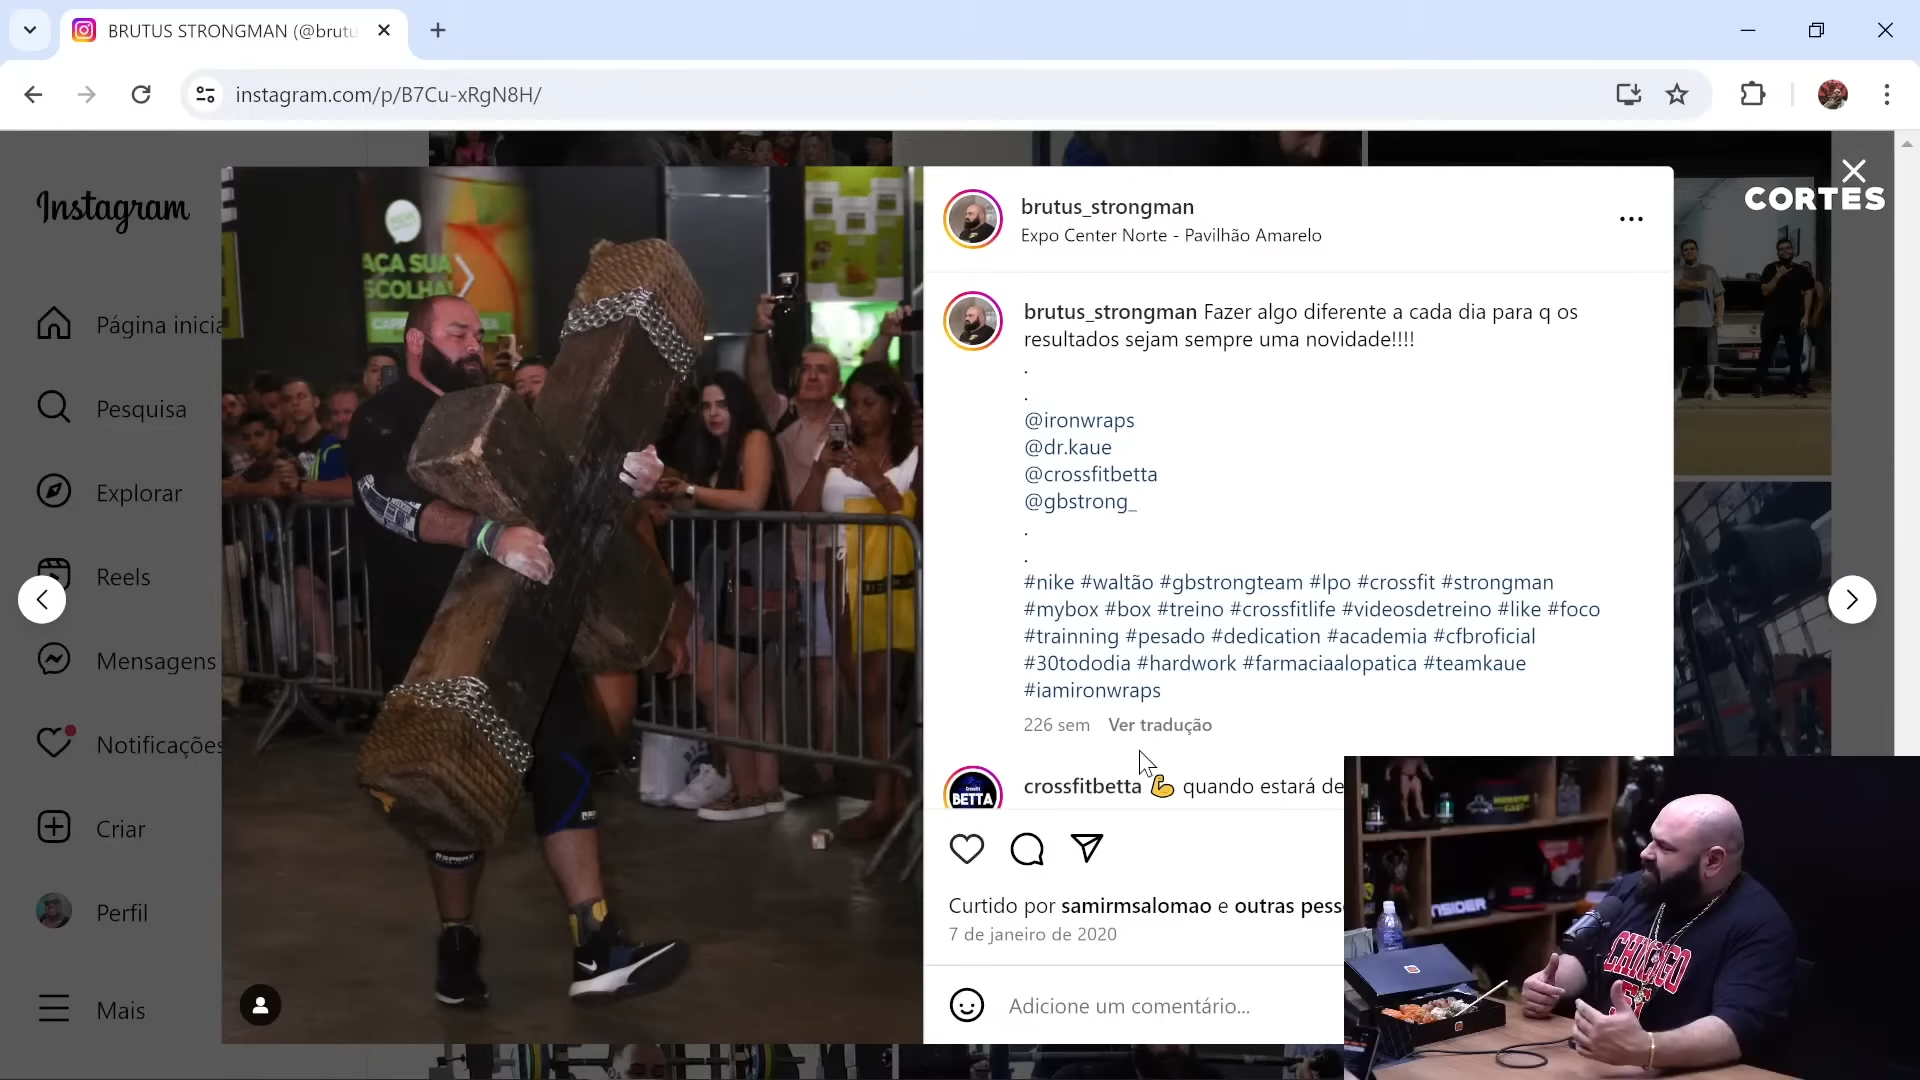 BRUTUS STRONGMAN (@brutu
instagram.com/p/B7Cu-xRgN8H/
CORTES
Instagram
Página inicia
Pesquisa
Explorar
Reels
Mensagens
Notificações
Criar
Perfil
Mais
AÇA SUA
SCOLHA!
brutus_strongman
Expo Center Norte - Pavilhão Amarelo
brutus_strongman Fazer algo diferente a cada dia para q os
resultados sejam sempre uma novidade!!!!
.
.
@ironwraps
@dr.kaue
@crossfitbetta
@gbstrong_
.
.
#nike #waltão #gbstrongteam #lpo #crossfit #strongman
#mybox #box #treino #crossfitlife #videosdetreino #like #foco
#trainning #pesado #dedication #academia #cfbroficial
#30tododia #hardwork #farmaciaalopatica #teamkaue
#iamironwraps
226 sem Ver tradução
BETTA
crossfitbetta 💪 quando estará de
Curtido por samirmsalomao e outras pess
7 de janeiro de 2020
Adicione um comentário...
NSIDER
CHICAGO